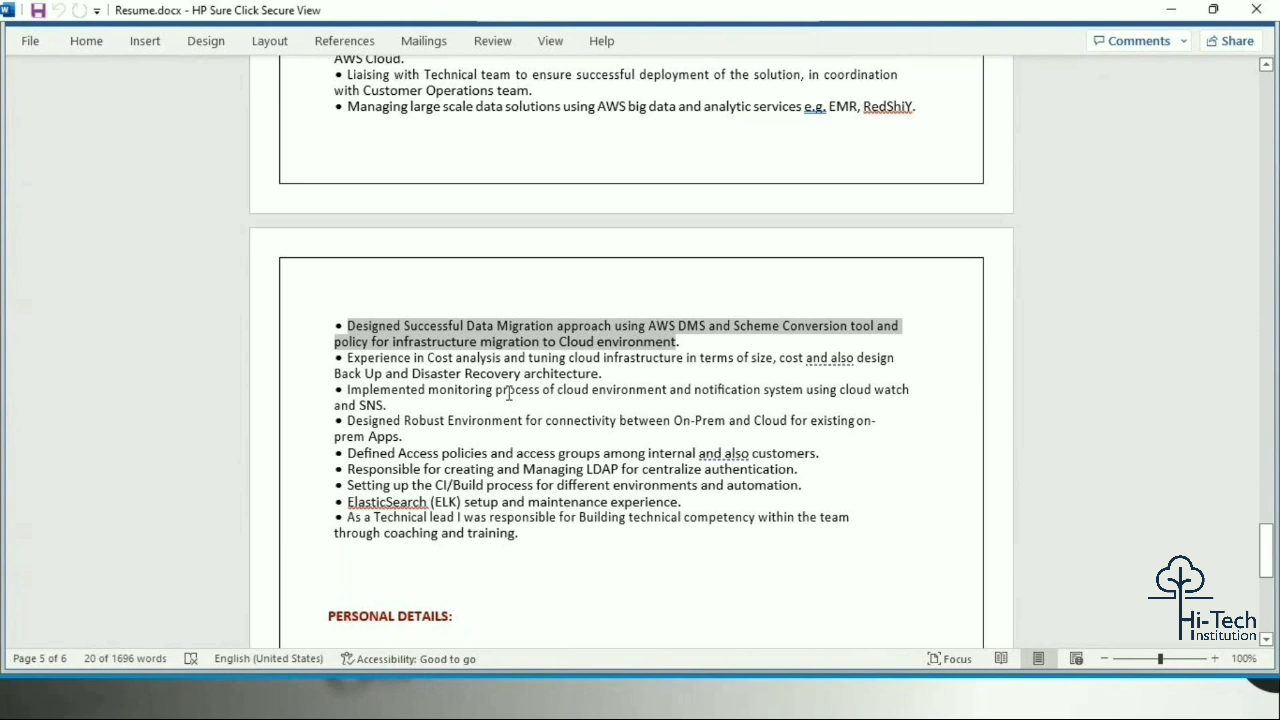 Resume.docx - HP Sure Click Secure View
File Home Insert Design Layout References Mailings Review View Help Comments Share
AWS Cloud.
• Liaising with Technical team to ensure successful deployment of the solution, in coordination
with Customer Operations team.
• Managing large scale data solutions using AWS big data and analytic services e.g. EMR, RedShiY.
• Designed Successful Data Migration approach using AWS DMS and Scheme Conversion tool and
policy for infrastructure migration to Cloud environment.
• Experience in Cost analysis and tuning cloud infrastructure in terms of size, cost and also design
Back Up and Disaster Recovery architecture.
• Implemented monitoring process of cloud environment and notification system using cloud watch
and SNS.
• Designed Robust Environment for connectivity between On-Prem and Cloud for existing on-
prem Apps.
• Defined Access policies and access groups among internal and also customers.
• Responsible for creating and Managing LDAP for centralize authentication.
• Setting up the CI/Build process for different environments and automation.
• ElasticSearch (ELK) setup and maintenance experience.
• As a Technical lead I was responsible for Building technical competency within the team
through coaching and training.
PERSONAL DETAILS:
Hi-Tech
Institution
Page 5 of 6 20 of 1696 words English (United States) Accessibility: Good to go Focus 100%